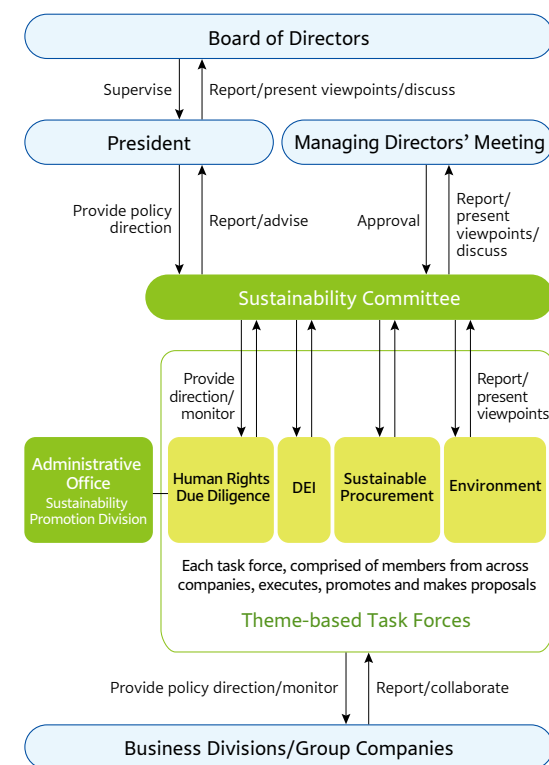 Board of Directors
Supervise
Report/present viewpoints/discuss
President
Managing Directors' Meeting
Provide policy
direction
Report/advise
Approval
Report/
present
viewpoints/
discuss
Sustainability Committee
Provide
direction/
monitor
Report/
present
viewpoints
Administrative
Office
Sustainability
Promotion Division
Human Rights
Due Diligence
DEI
Sustainable
Procurement
Environment
Each task force, comprised of members from across
companies, executes, promotes and makes proposals
Theme-based Task Forces
Provide policy direction/monitor
Report/collaborate
Business Divisions/Group Companies